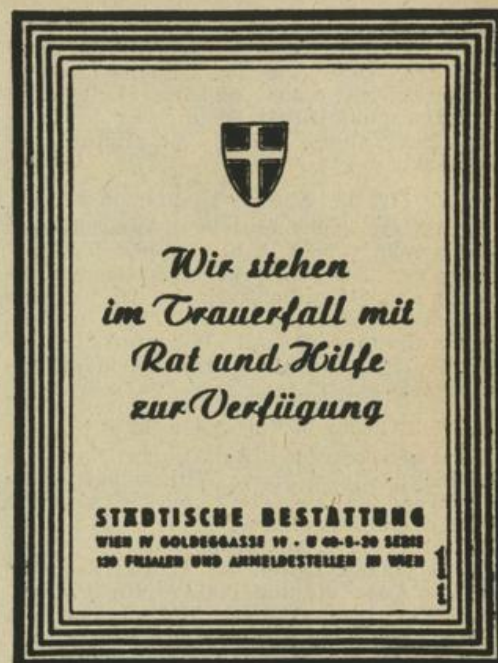 Wir stehen
im Trauerfall mit
Rat und Hilfe
zur Verfügung
STÄDTISCHE BESTATTUNG
WIEN IV GOLDEGGASSE 19 · U 40-5-20 SERIE
120 FILIALEN UND ANMELDESTELLEN IN WIEN